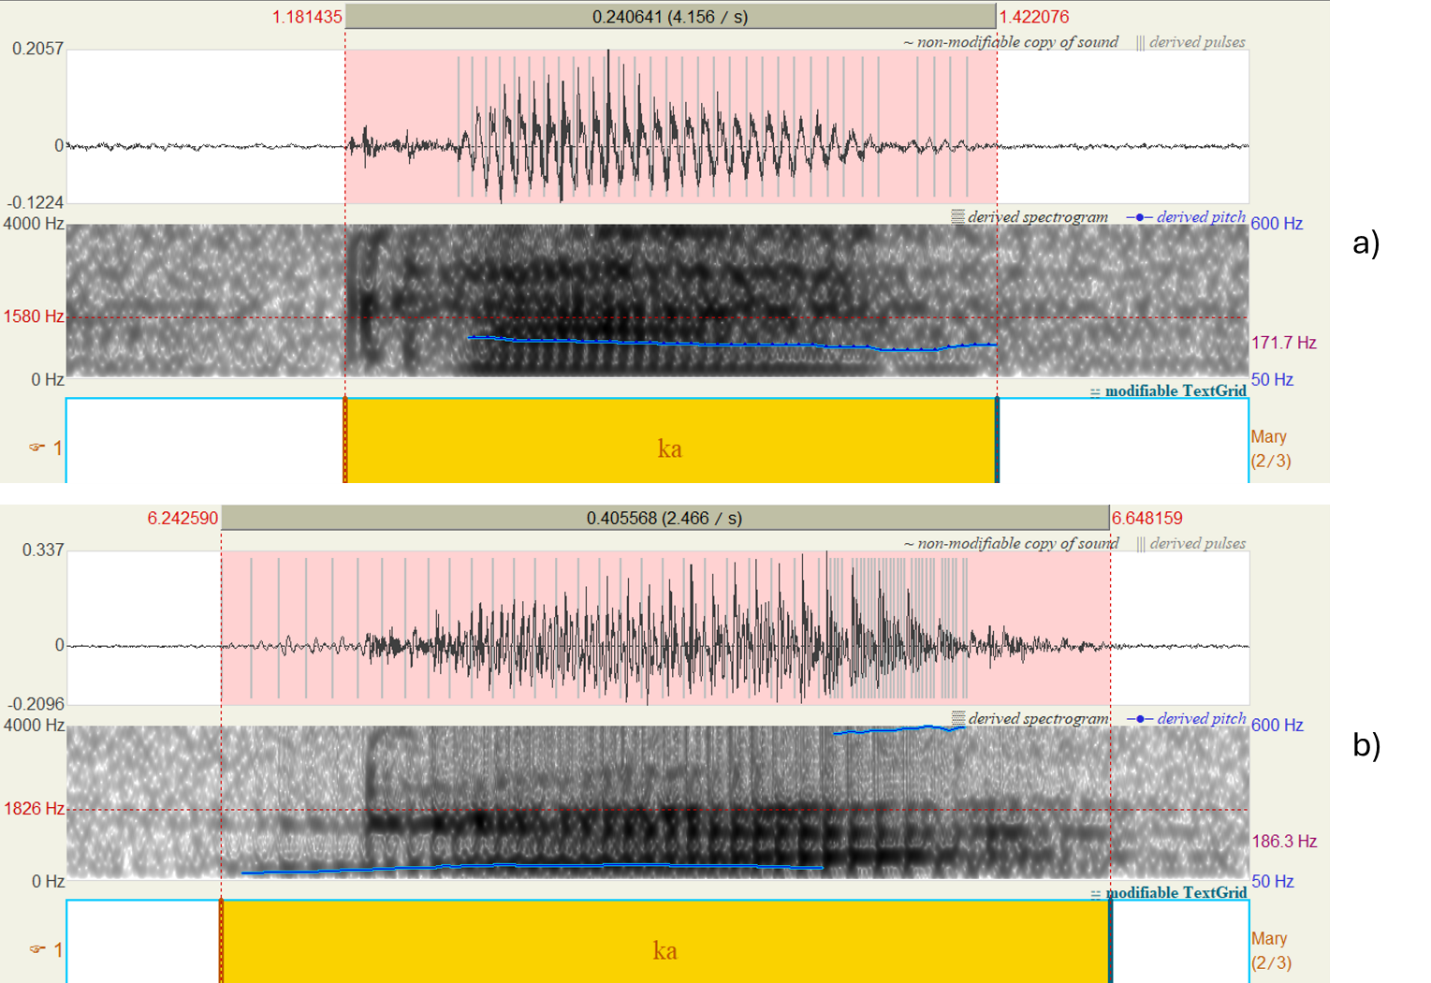 1.181435 0.240641 (4.156 / s) 1.422076
~ non-modifiable copy of sound ||| derived pulses
0.2057
0
-0.1224
derived spectrogram derived pitch
4000 Hz 600 Hz
a)
1580 Hz
171.7 Hz
0 Hz 50 Hz
modifiable TextGrid
☞ 1 ka Mary
(2/3)
6.242590 0.405568 (2.466 / s) 6.648159
~ non-modifiable copy of sound ||| derived pulses
0.337
0
-0.2096
derived spectrogram derived pitch
4000 Hz 600 Hz
b)
1826 Hz
186.3 Hz
0 Hz 50 Hz
modifiable TextGrid
☞ 1 ka Mary
(2/3)